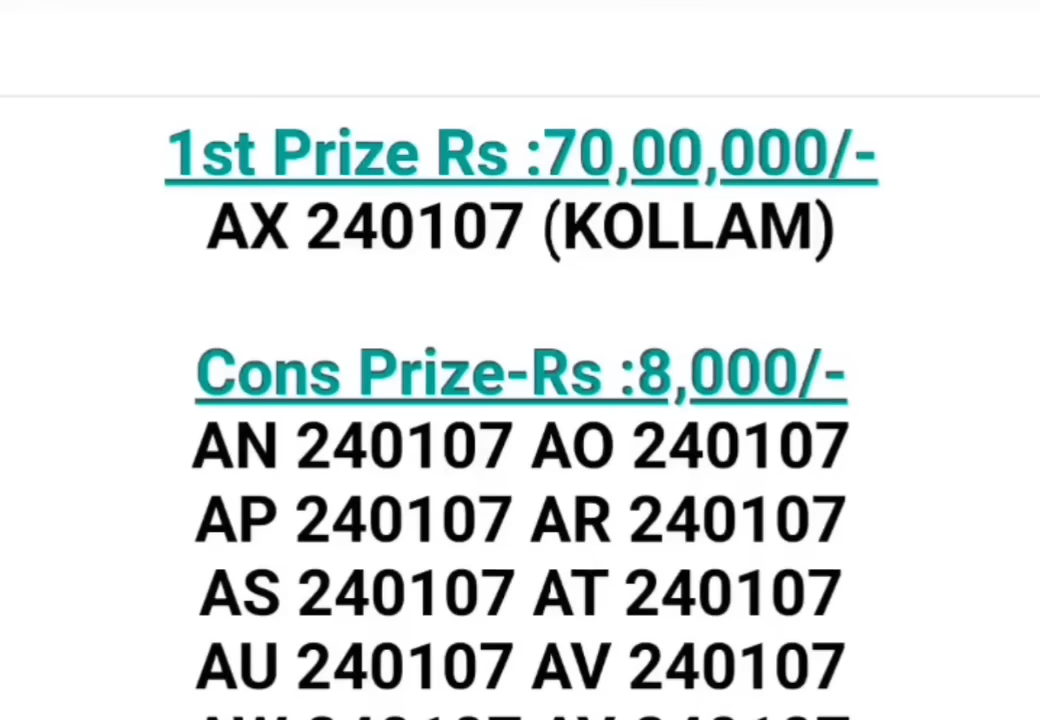 1st Prize Rs :70,00,000/-
AX 240107 (KOLLAM)
Cons Prize-Rs :8,000/-
AN 240107 AO 240107
AP 240107 AR 240107
AS 240107 AT 240107
AU 240107 AV 240107